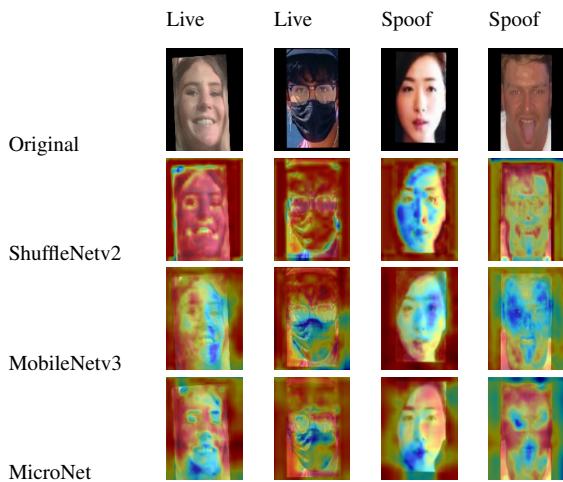 Live Live Spoof Spoof
Original
ShuffleNetv2
MobileNetv3
MicroNet